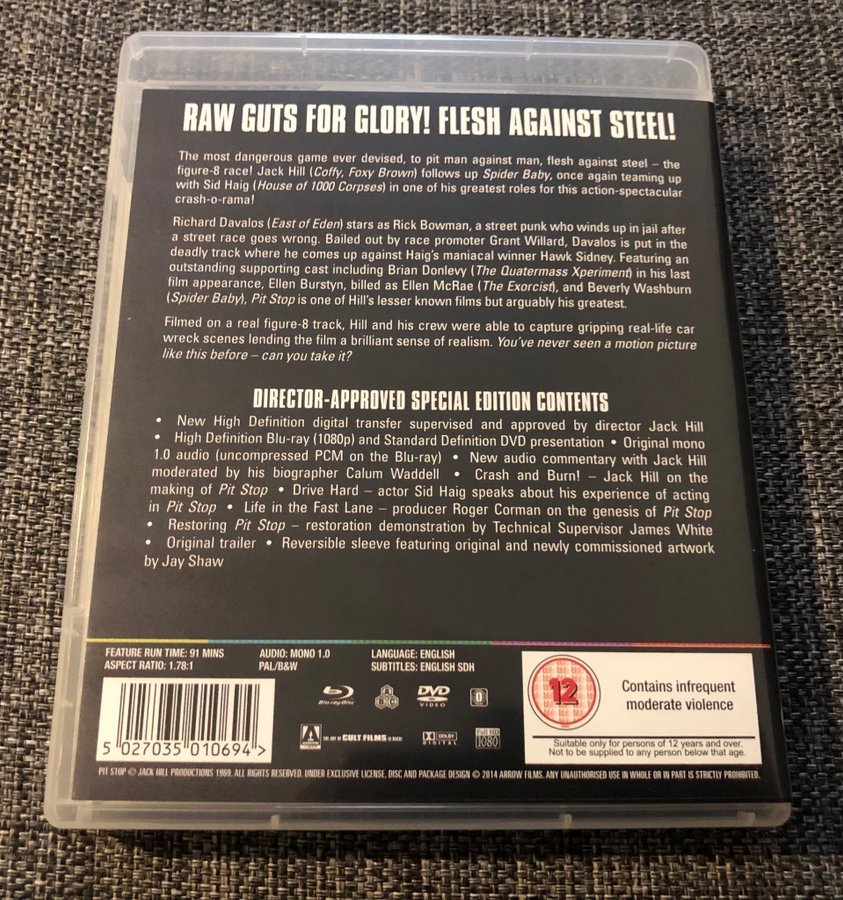 RAW GUTS FOR GLORY! FLESH AGAINST STEEL!
The most dangerous game ever devised, to pit man against man, flesh against steel – the
figure-8 race! Jack Hill (Coffy, Foxy Brown) follows up Spider Baby, once again teaming up
with Sid Haig (House of 1000 Corpses) in one of his greatest roles for this action-spectacular
crash-o-rama!
Richard Davalos (East of Eden) stars as Rick Bowman, a street punk who winds up in jail after
a street race goes wrong. Bailed out by race promoter Grant Willard, Davalos is put in the
deadly track where he comes up against Haig's maniacal winner Hawk Sidney. Featuring an
outstanding supporting cast including Brian Donlevy (The Quatermass Xperiment) in his last
film appearance, Ellen Burstyn, billed as Ellen McRae (The Exorcist), and Beverly Washburn
(Spider Baby), Pit Stop is one of Hill's lesser known films but arguably his greatest.
Filmed on a real figure-8 track, Hill and his crew were able to capture gripping real-life car
wreck scenes lending the film a brilliant sense of realism. You've never seen a motion picture
like this before – can you take it?
DIRECTOR-APPROVED SPECIAL EDITION CONTENTS
• New High Definition digital transfer supervised and approved by director Jack Hill
• High Definition Blu-ray (1080p) and Standard Definition DVD presentation • Original mono
1.0 audio (uncompressed PCM on the Blu-ray) • New audio commentary with Jack Hill
moderated by his biographer Calum Waddell • Crash and Burn! – Jack Hill on the
making of Pit Stop • Drive Hard – actor Sid Haig speaks about his experience of acting
in Pit Stop • Life in the Fast Lane – producer Roger Corman on the genesis of Pit Stop
• Restoring Pit Stop – restoration demonstration by Technical Supervisor James White
• Original trailer • Reversible sleeve featuring original and newly commissioned artwork
by Jay Shaw
FEATURE RUN TIME: 91 MINS AUDIO: MONO 1.0 LANGUAGE: ENGLISH
ASPECT RATIO: 1.78:1 PAL/B&W SUBTITLES: ENGLISH SDH
5 027035 010694 >
Blu-ray Disc
DVD VIDEO
0
THE ART OF CULT FILMS IS BACK!
DOLBY DIGITAL
1080
12
Contains infrequent
moderate violence
Suitable only for persons of 12 years and over.
Not to be supplied to any person below that age.
PIT STOP © JACK HILL PRODUCTIONS 1969. ALL RIGHTS RESERVED. UNDER EXCLUSIVE LICENSE. DISC AND PACKAGE DESIGN © 2014 ARROW FILMS. ANY UNAUTHORISED USE IN WHOLE OR IN PART IS STRICTLY PROHIBITED.